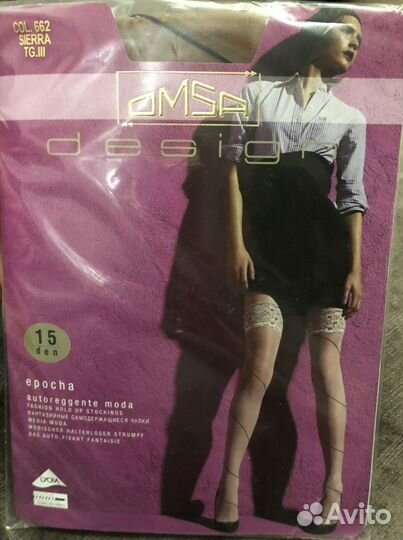 COL. 662
SIERRA
TG.III
OMSA
design
15
den
epocha
autoreggente moda
FASHION HOLD UP STOCKINGS
ФАНТАЗИЙНЫЕ САМОДЕРЖАЩИЕСЯ ЧУЛКИ
MEDIA MODA
MODISCHER HALTERLOSER STRUMPF
BAS AUTO-FIXANT FANTAISIE
LYCRA
Avito